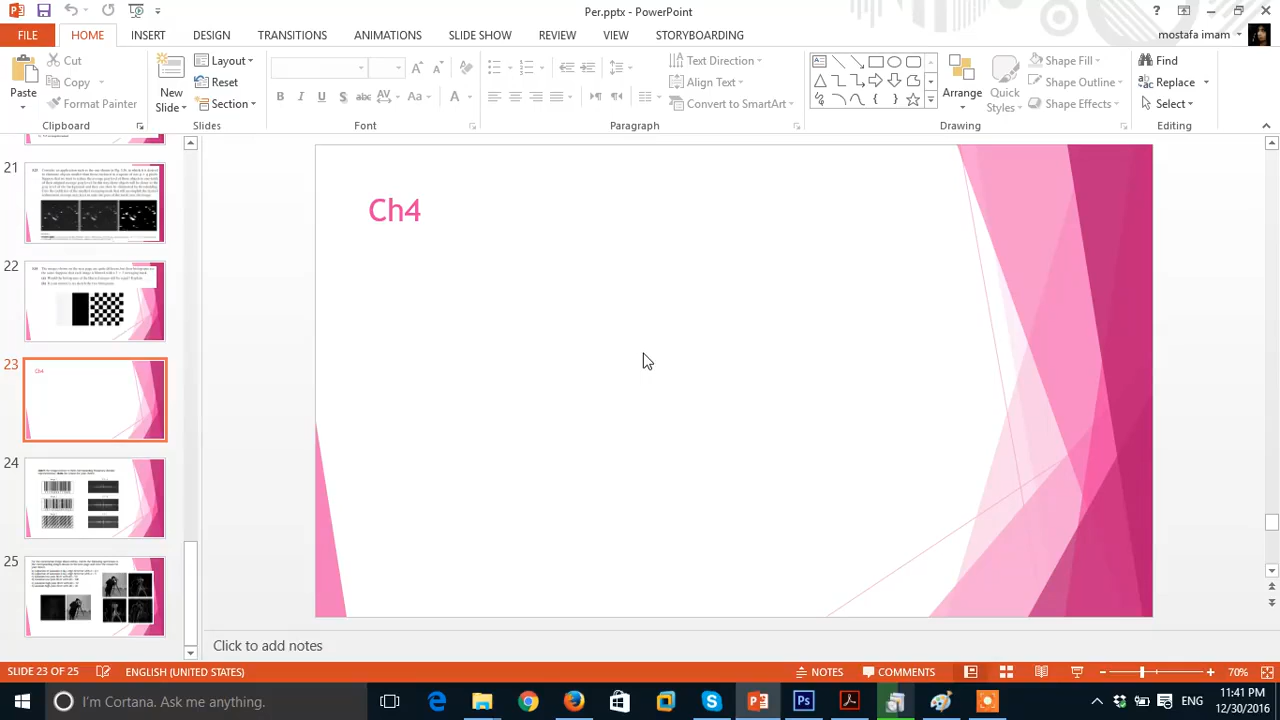 Per.pptx - PowerPoint
FILE
HOME
INSERT
DESIGN
TRANSITIONS
ANIMATIONS
SLIDE SHOW
REVIEW
VIEW
STORYBOARDING
mostafa imam
Paste
Cut
Copy
Format Painter
Clipboard
New
Slide
Layout
Reset
Section
Slides
Font
Text Direction
Align Text
Convert to SmartArt
Paragraph
Arrange
Quick
Styles
Shape Fill
Shape Outline
Shape Effects
Drawing
Find
Replace
Select
Editing
21
22
23
Ch4
24
25
Ch4
Click to add notes
SLIDE 23 OF 25
ENGLISH (UNITED STATES)
NOTES
COMMENTS
70%
I'm Cortana. Ask me anything.
ENG
11:41 PM
12/30/2016